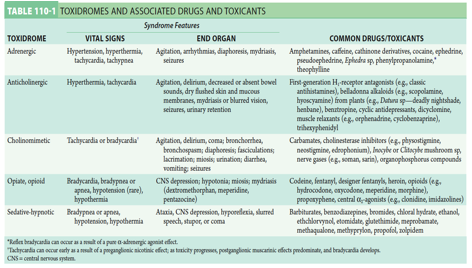 TABLE 110-1 TOXIDROMES AND ASSOCIATED DRUGS AND TOXICANTS
Syndrome Features
TOXIDROME VITAL SIGNS END ORGAN COMMON DRUGS/TOXICANTS
Adrenergic Hypertension, hyperthermia, Agitation, arrhythmias, diaphoresis, mydriasis, Amphetamines, caffeine, cathinone derivatives, cocaine, ephedrine,
tachycardia, tachypnea seizures pseudoephedrine, Ephedra sp, phenylpropanolamine,*
theophylline
Anticholinergic Hyperthermia, tachycardia Agitation, delirium, decreased or absent bowel First-generation H₁-receptor antagonists (e.g., classic
sounds, dry flushed skin and mucous antihistamines), belladonna alkaloids (e.g., scopolamine,
membranes, mydriasis or blurred vision, hyoscyamine) from plants (e.g., Datura sp—deadly nightshade,
seizures, urinary retention henbane), benztropine, cyclic antidepressants, dicyclomine,
muscle relaxants (e.g., orphenadrine, cyclobenzaprine),
trihexyphenidyl
Cholinomimetic Tachycardia or bradycardia† Agitation, delirium, coma; bronchorrhea, Carbamates, cholinesterase inhibitors (e.g., physostigmine,
bronchospasm; diaphoresis; fasciculations; neostigmine, edrophonium), Inocybe or Clitocybe mushroom sp,
lacrimation; miosis; urination; diarrhea, nerve gases (e.g., soman, sarin), organophosphorus compounds
vomiting; seizures
Opiate, opioid Bradycardia, bradypnea or CNS depression; hypotonia; miosis; mydriasis Codeine, fentanyl, designer fentanyls, heroin, opioids (e.g.,
apnea, hypotension (rare), (dextromethorphan, meperidine, hydrocodone, oxycodone, meperidine, morphine),
hypothermia pentazocine) propoxyphene, central α₂-agonists (e.g., clonidine, imidazolines)
Sedative-hypnotic Bradypnea or apnea, Ataxia, CNS depression, hyporeflexia, slurred Barbiturates, benzodiazepines, bromides, chloral hydrate, ethanol,
hypotension, hypothermia speech, stupor, or coma ethchlorvynol, etomidate, glutethimide, meprobamate,
methaqualone, methyprylon, propofol, zolpidem
*Reflex bradycardia can occur as a result of pure α-adrenergic agonist effect.
†Tachycardia can occur early as a result of preganglionic nicotinic effect; as toxicity progresses, postganglionic muscarinic effects predominate, and bradycardia develops.
CNS = central nervous system.